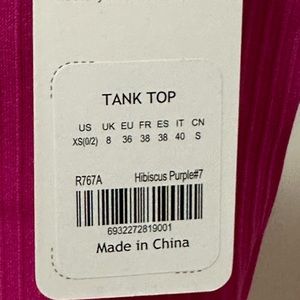 TANK TOP
US UK EU FR ES IT CN
XS(0/2) 8 36 38 38 40 S
R767A Hibiscus Purple#7
6932272819001
Made in China